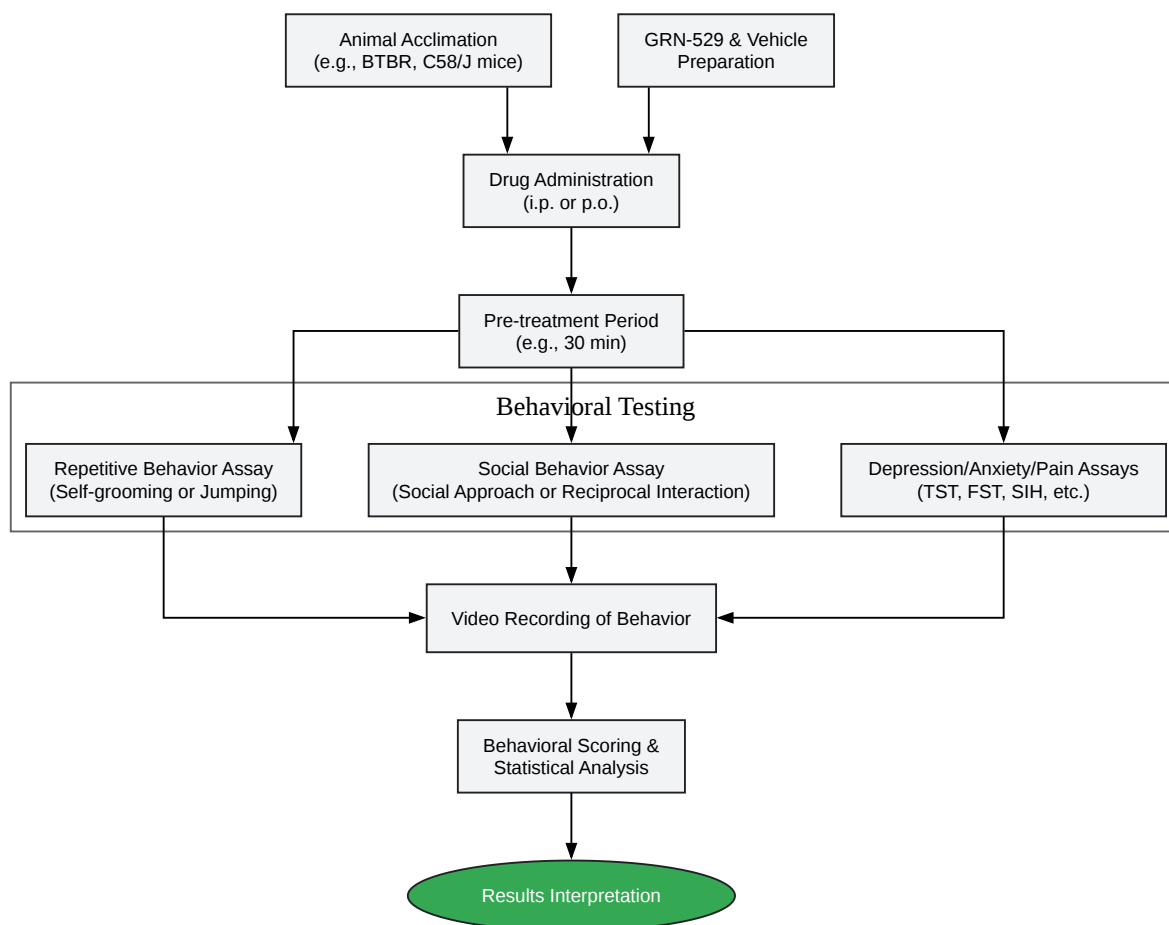 Animal Acclimation
(e.g., BTBR, C58/J mice)
GRN-529 & Vehicle
Preparation
Drug Administration
(i.p. or p.o.)
Pre-treatment Period
(e.g., 30 min)
Behavioral Testing
Repetitive Behavior Assay
(Self-grooming or Jumping)
Social Behavior Assay
(Social Approach or Reciprocal Interaction)
Depression/Anxiety/Pain Assays
(TST, FST, SIH, etc.)
Video Recording of Behavior
Behavioral Scoring &
Statistical Analysis
Results Interpretation